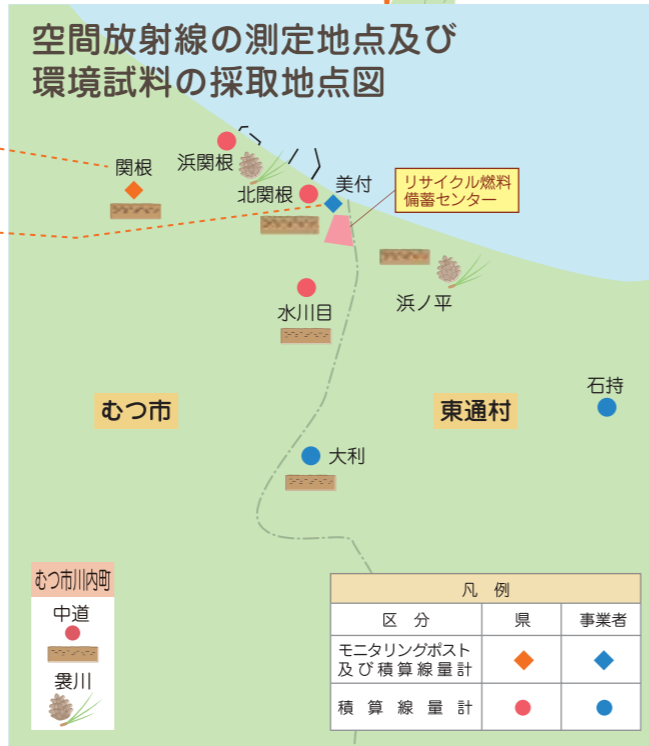 空間放射線の測定地点及び
環境試料の採取地点図
関根
浜関根
北関根
美付
リサイクル燃料
備蓄センター
浜ノ平
水川目
むつ市
東通村
石持
大利
むつ市川内町
中道
袰川
凡 例
区 分 県 事業者
モニタリングポスト
及び積算線量計
積算線量計